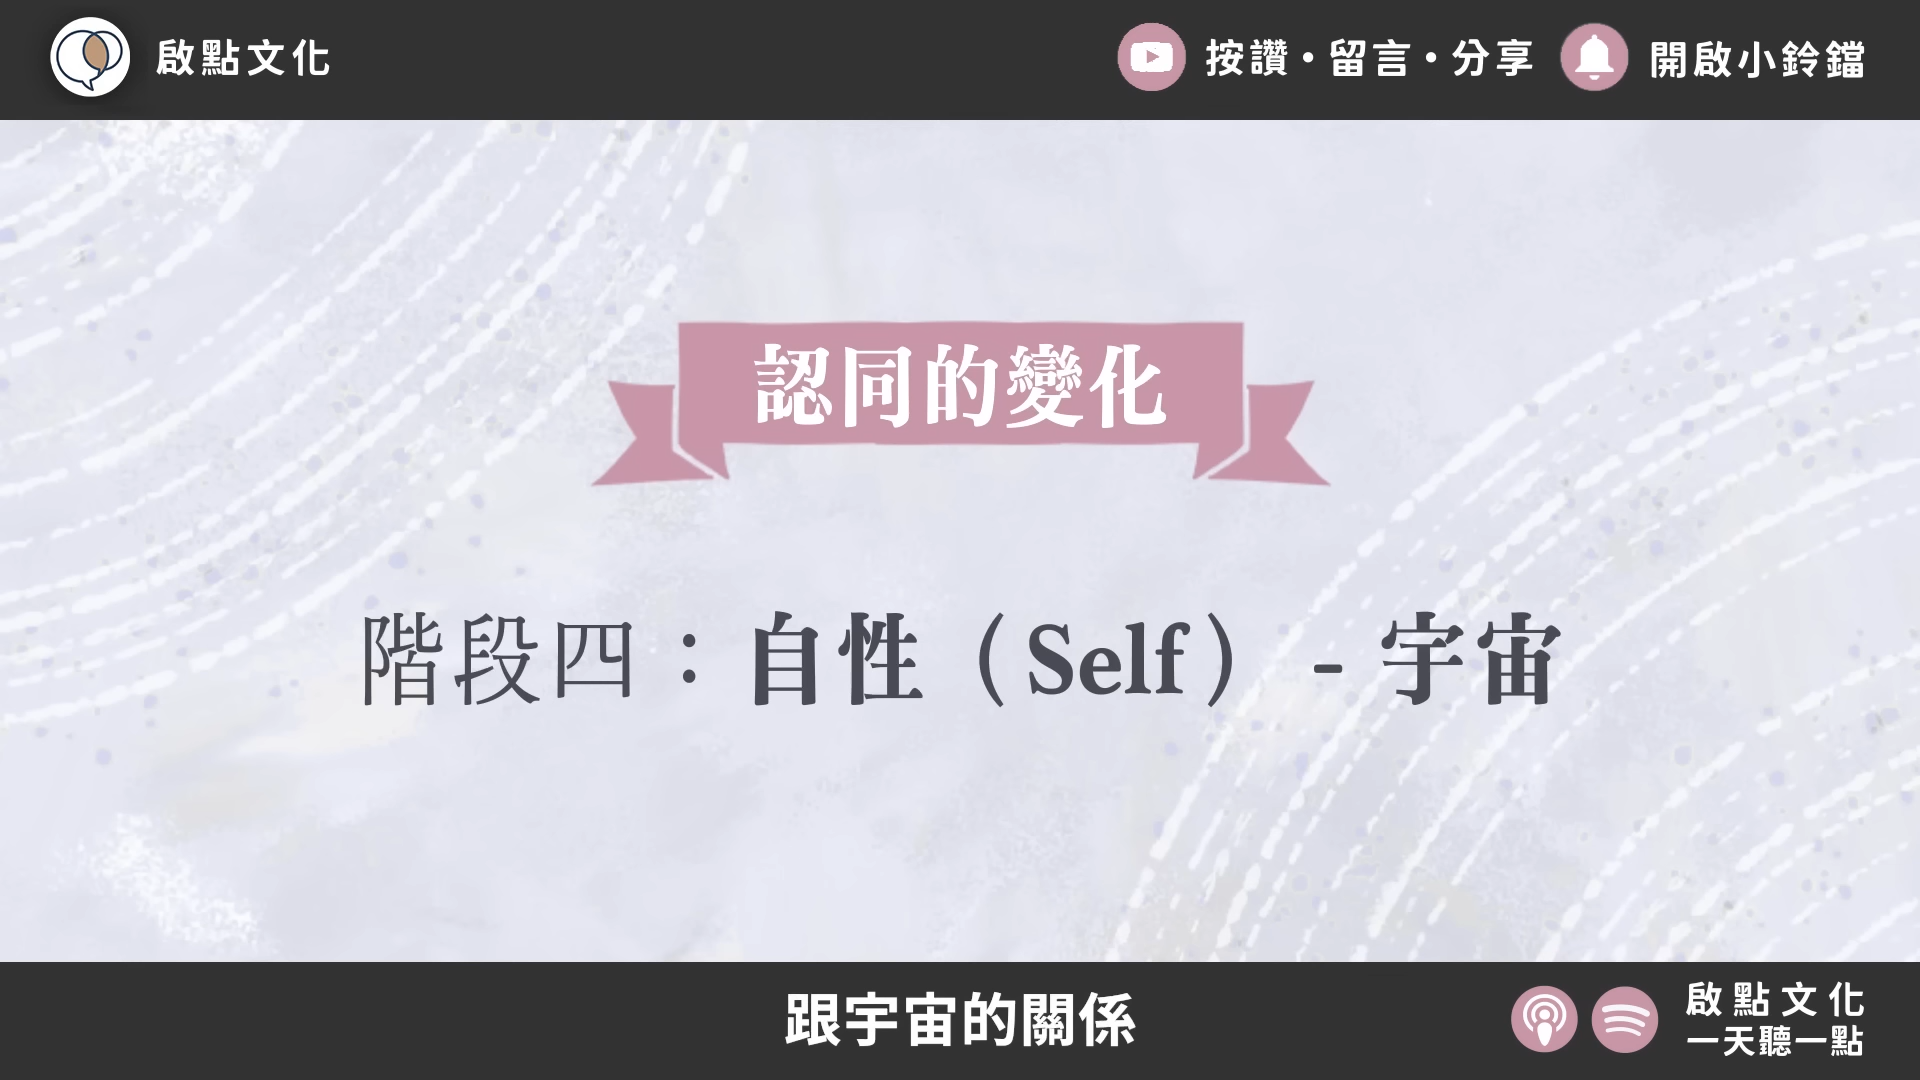 啟點文化
按讚・留言・分享
開啟小鈴鐺
認同的變化
階段四：自性（Self） - 宇宙
跟宇宙的關係
啟點文化
一天聽一點